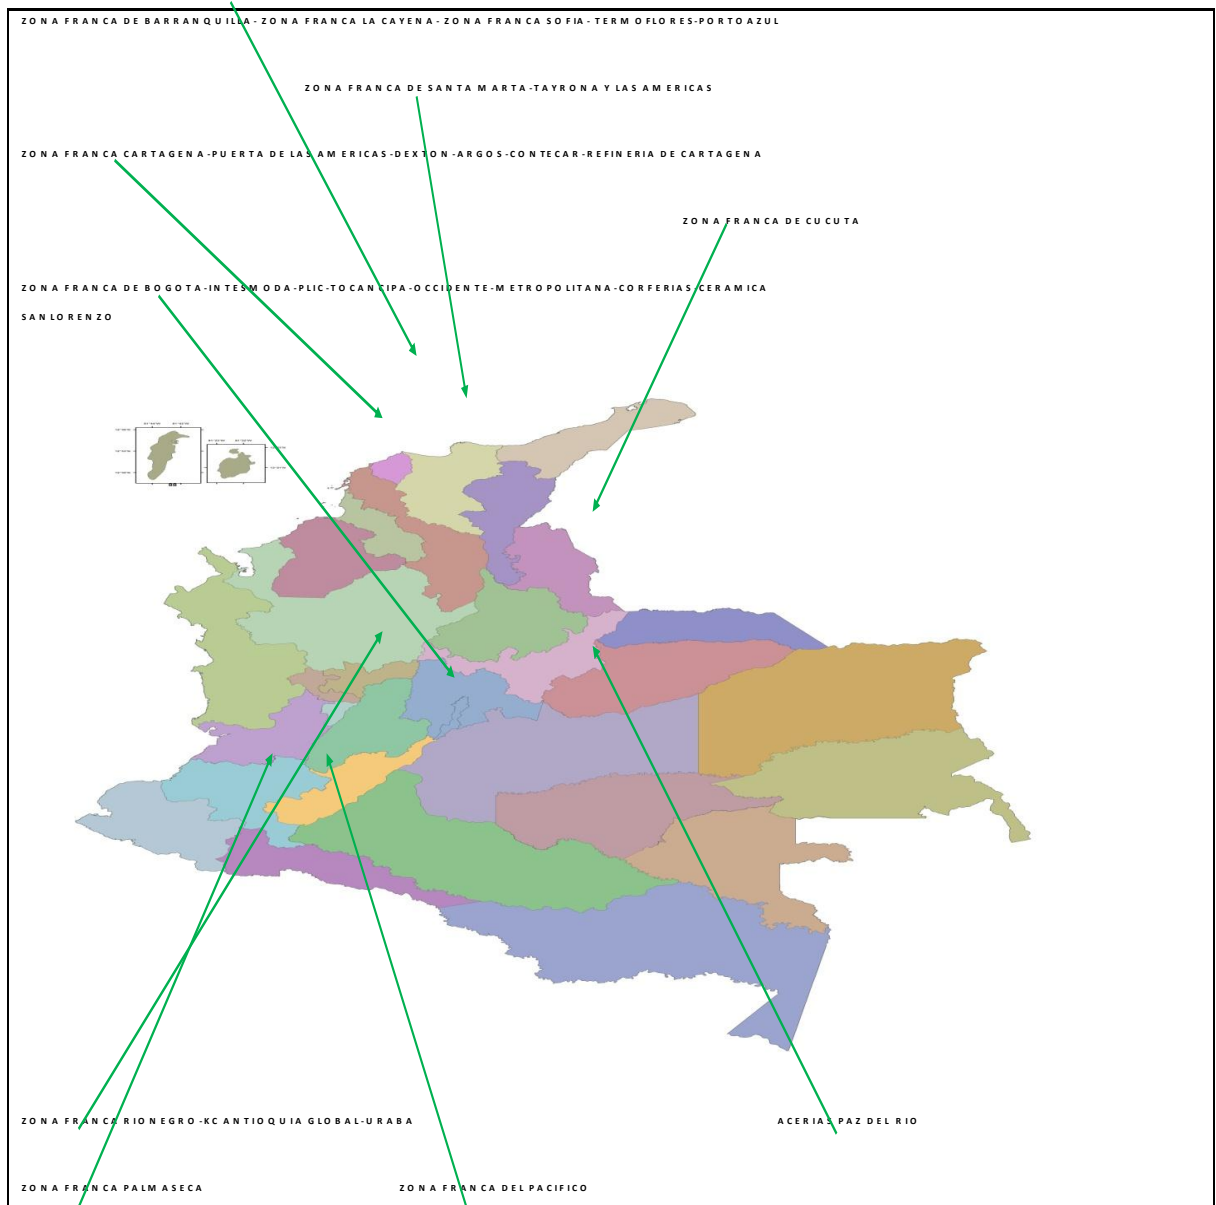 ZONA FRANCA DE BARRANQUILLA- ZONA FRANCA LA CAYENA- ZONA FRANCA SOFIA- TERMOFLORES-PORTOAZUL
ZONA FRANCA DE SANTA MARTA-TAYRONA Y LAS AMERICAS
ZONA FRANCA CARTAGENA-PUERTA DE LAS AMERICAS-DEXTON-ARGOS-CONTECAR-REFINERIA DE CARTAGENA
ZONA FRANCA DE CUCUTA
ZONA FRANCA DE BOGOTA-INTESMODA-PLIC-TOCANCIPA-OCCIDENTE-METROPOLITANA-CORFERIAS-CERAMICA
SAN LORENZO
ZONA FRANCA RIONEGRO-KC ANTIOQUIA GLOBAL-URABA
ACERIAS PAZ DEL RIO
ZONA FRANCA PALMASECA
ZONA FRANCA DEL PACIFICO